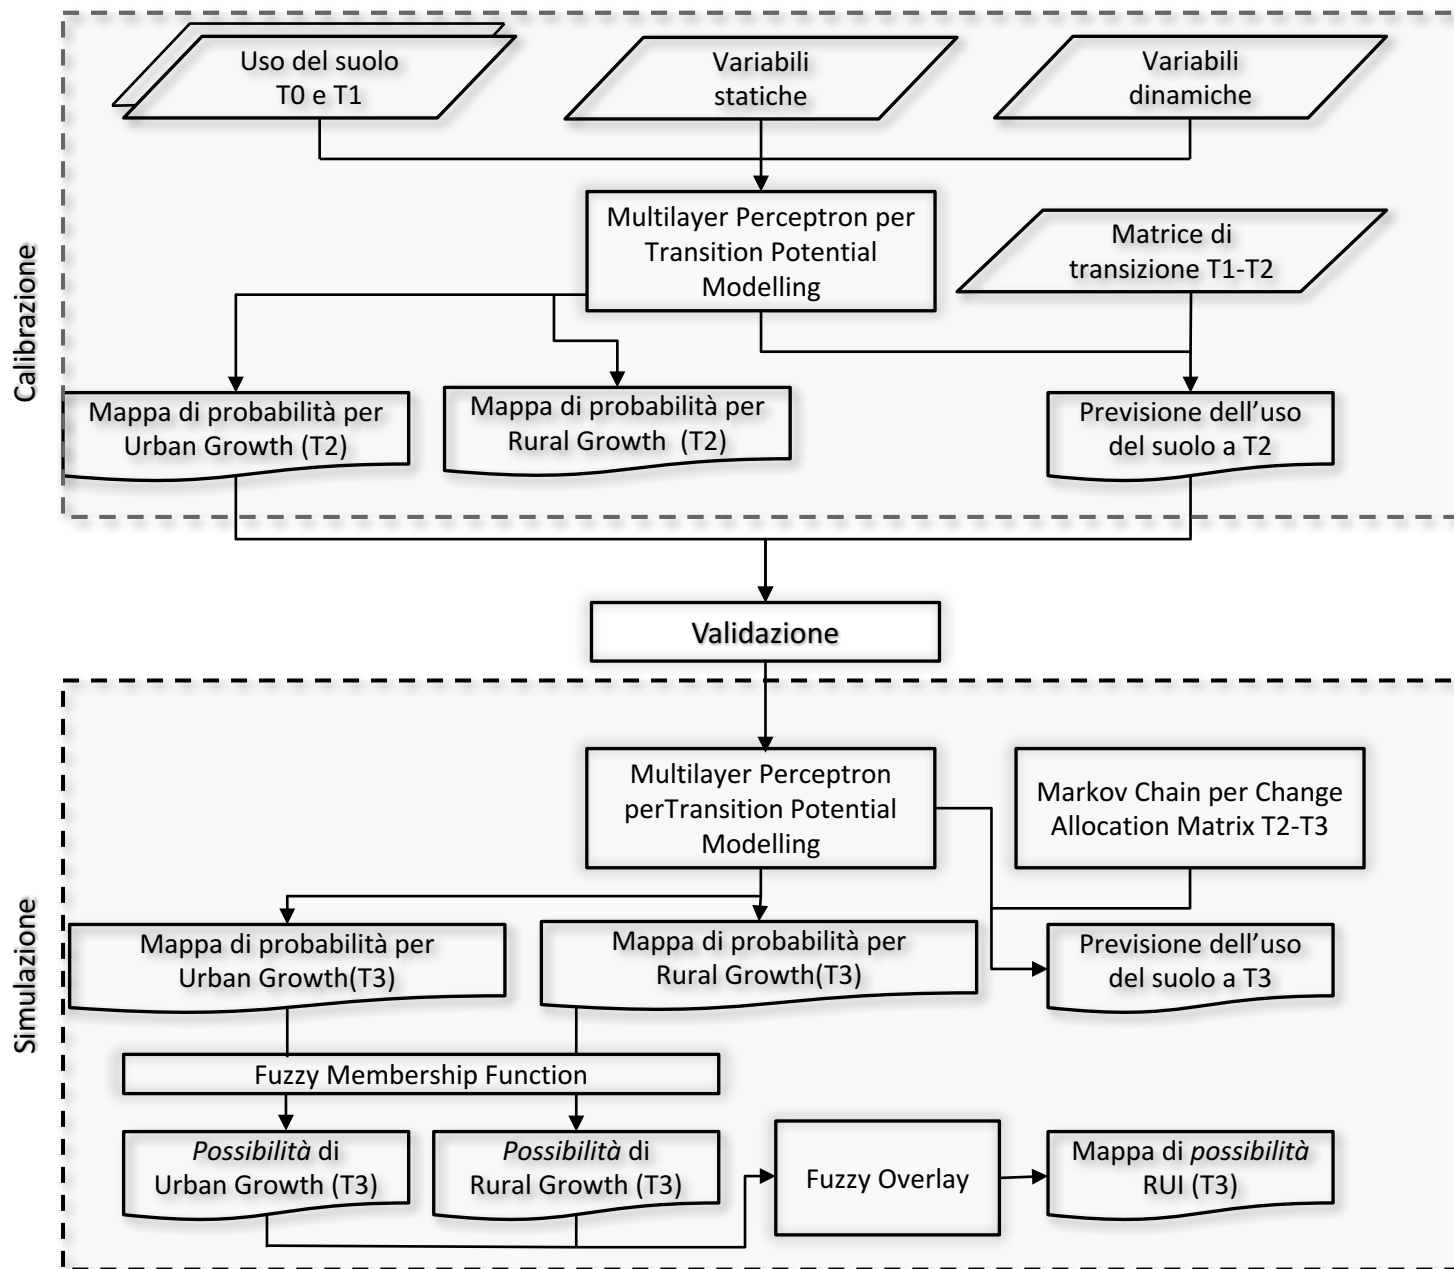 Uso del suolo
T0 e T1
Variabili
statiche
Variabili
dinamiche
Calibrazione
Multilayer Perceptron per
Transition Potential
Modelling
Matrice di
transizione T1-T2
Mappa di probabilità per
Urban Growth (T2)
Mappa di probabilità per
Rural Growth (T2)
Previsione dell’uso
del suolo a T2
Validazione
Simulazione
Multilayer Perceptron
perTransition Potential
Modelling
Markov Chain per Change
Allocation Matrix T2-T3
Mappa di probabilità per
Urban Growth(T3)
Mappa di probabilità per
Rural Growth(T3)
Previsione dell’uso
del suolo a T3
Fuzzy Membership Function
Possibilità di
Urban Growth (T3)
Possibilità di
Rural Growth (T3)
Fuzzy Overlay
Mappa di possibilità
RUI (T3)